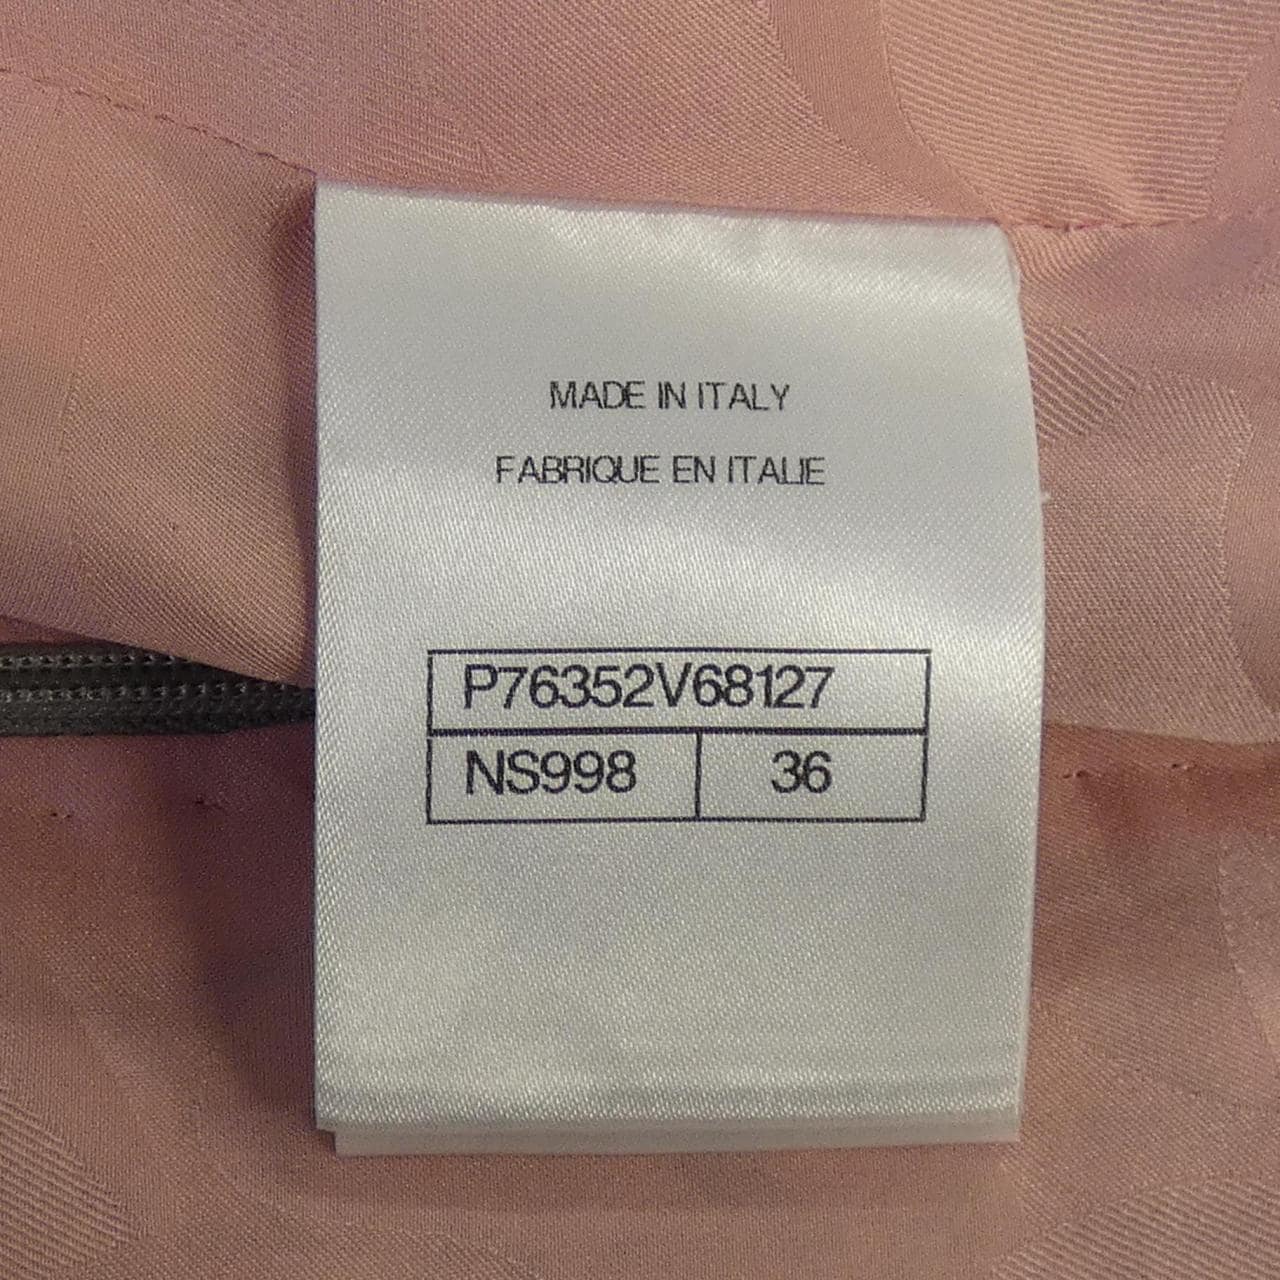 MADE IN ITALY
FABRIQUE EN ITALIE
P76352V68127
NS998 36